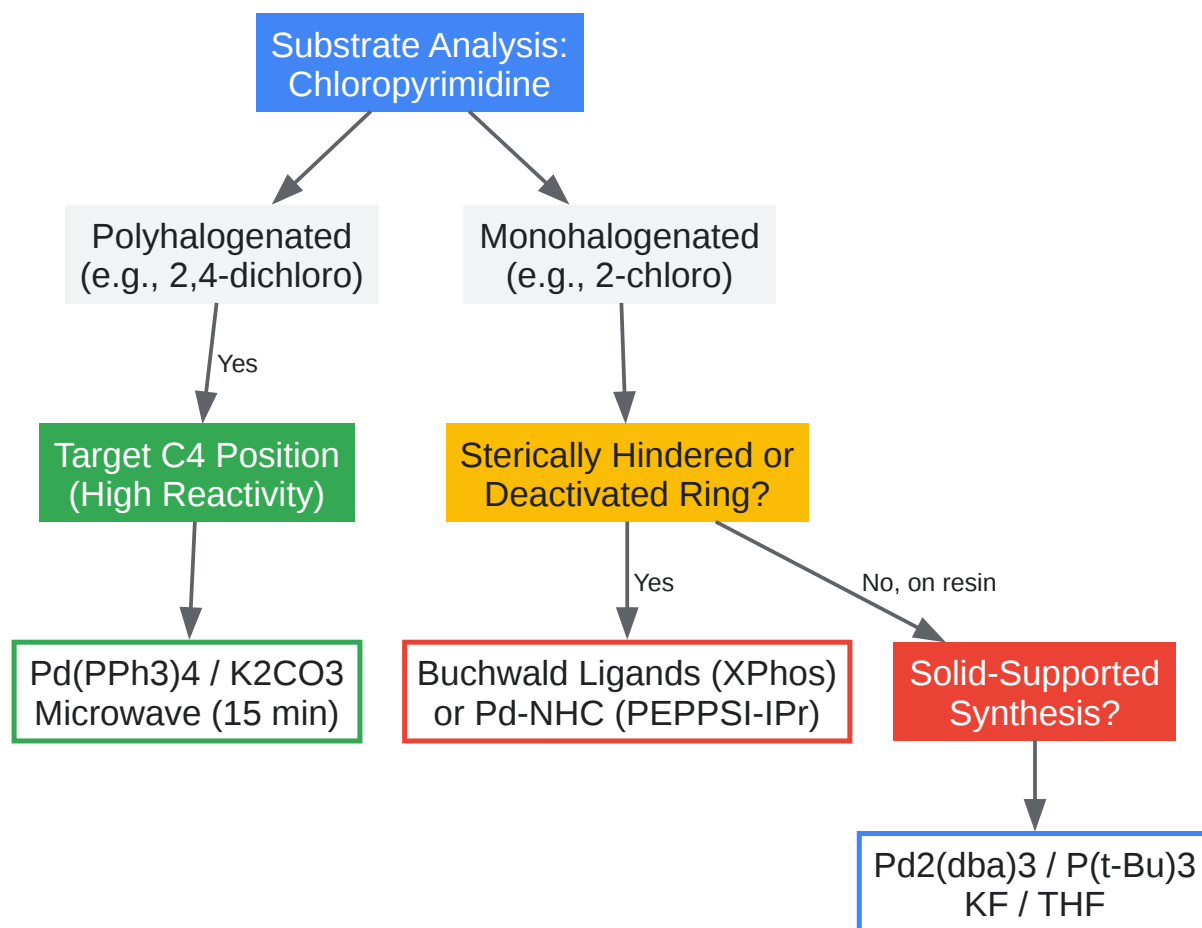 Substrate Analysis:
Chloropyrimidine
Polyhalogenated
(e.g., 2,4-dichloro)
Monohalogenated
(e.g., 2-chloro)
Yes
Target C4 Position
(High Reactivity)
Sterically Hindered or
Deactivated Ring?
Yes
No, on resin
Pd(PPh3)4 / K2CO3
Microwave (15 min)
Buchwald Ligands (XPhos)
or Pd-NHC (PEPPSI-IPr)
Solid-Supported
Synthesis?
Pd2(dba)3 / P(t-Bu)3
KF / THF